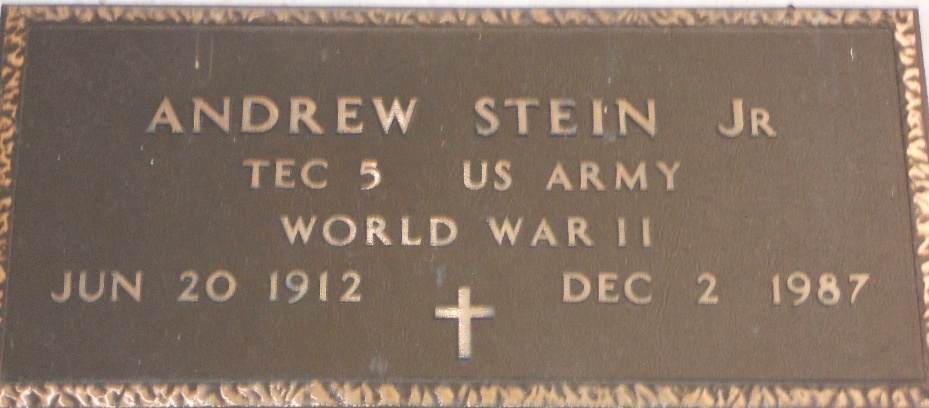 ANDREW STEIN JR
TEC 5 US ARMY
WORLD WAR II
JUN 20 1912 DEC 2 1987